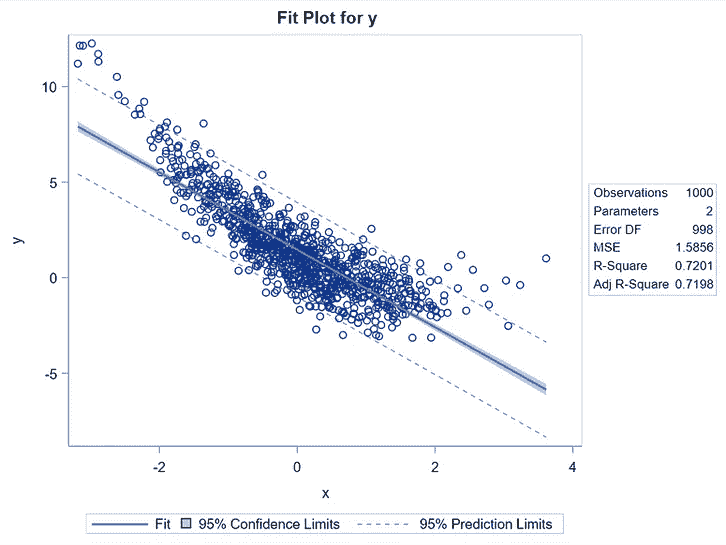 Fit Plot for y
10
5
0
-5
y
-2
0
2
4
x
Observations 1000
Parameters 2
Error DF 998
MSE 1.5856
R-Square 0.7201
Adj R-Square 0.7198
Fit 95% Confidence Limits 95% Prediction Limits